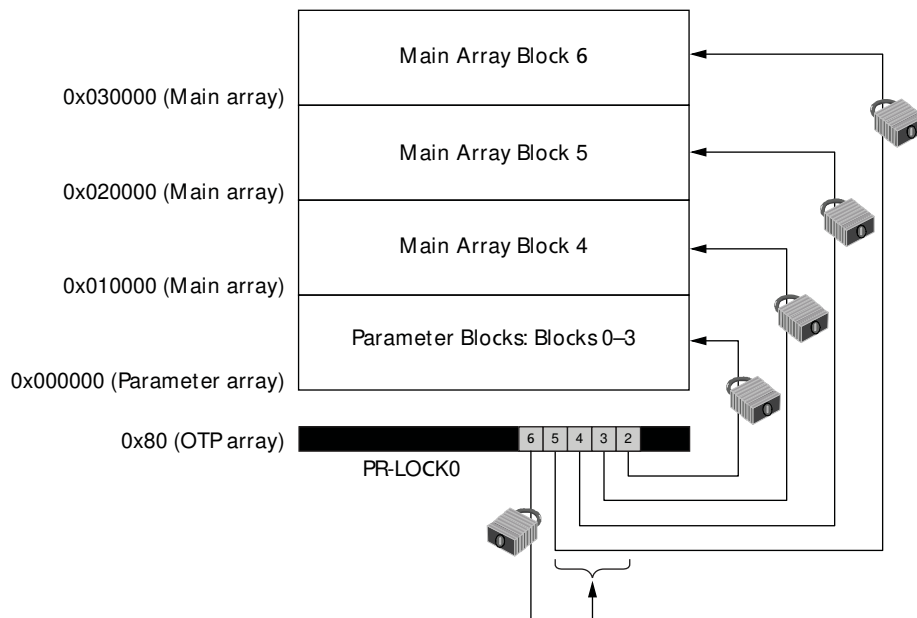 Main Array Block 6
0x030000 (Main array)
Main Array Block 5
0x020000 (Main array)
Main Array Block 4
0x010000 (Main array)
Parameter Blocks: Blocks 0–3
0x000000 (Parameter array)
0x80 (OTP array)
6 5 4 3 2
PR-LOCK0